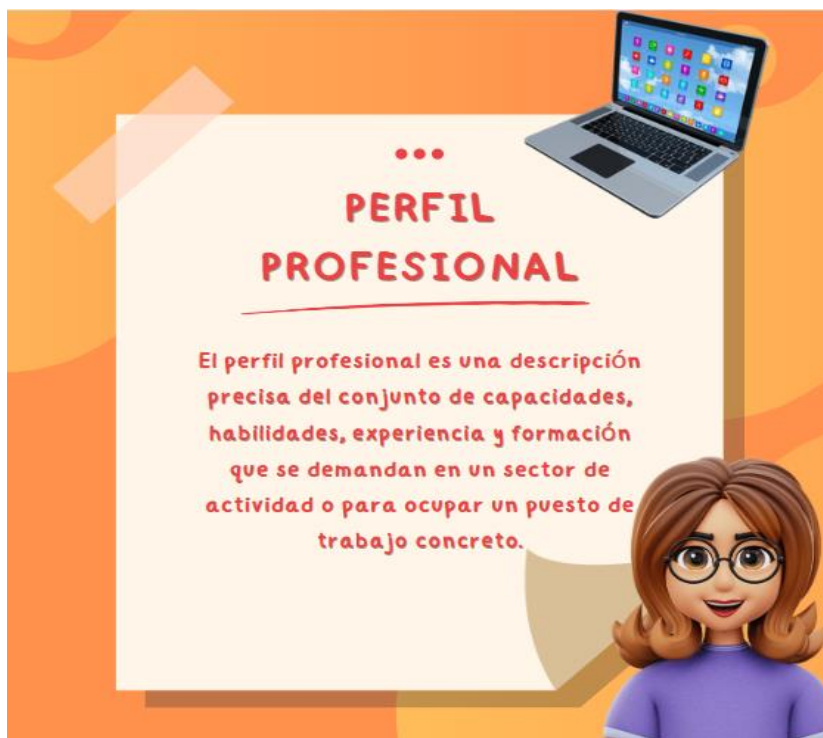 PERFIL
PROFESIONAL
El perfil profesional es una descripción
precisa del conjunto de capacidades,
habilidades, experiencia y formación
que se demandan en un sector de
actividad o para ocupar un puesto de
trabajo concreto.